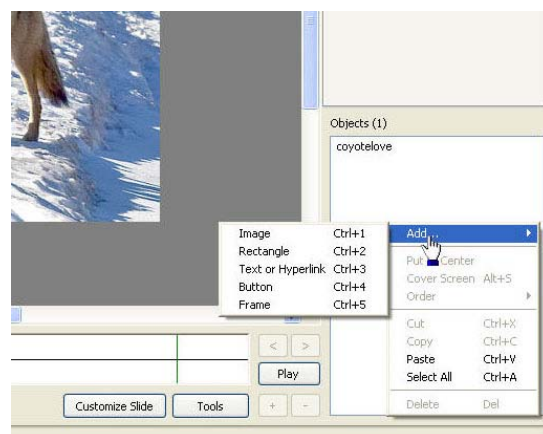 Objects (1)
coyotelove
Image Ctrl+1
Rectangle Ctrl+2
Text or Hyperlink Ctrl+3
Button Ctrl+4
Frame Ctrl+5
Add...
Put Center
Cover Screen Alt+S
Order
Cut Ctrl+X
Copy Ctrl+C
Paste Ctrl+V
Select All Ctrl+A
Delete Del
< >
Play
Customize Slide Tools + -